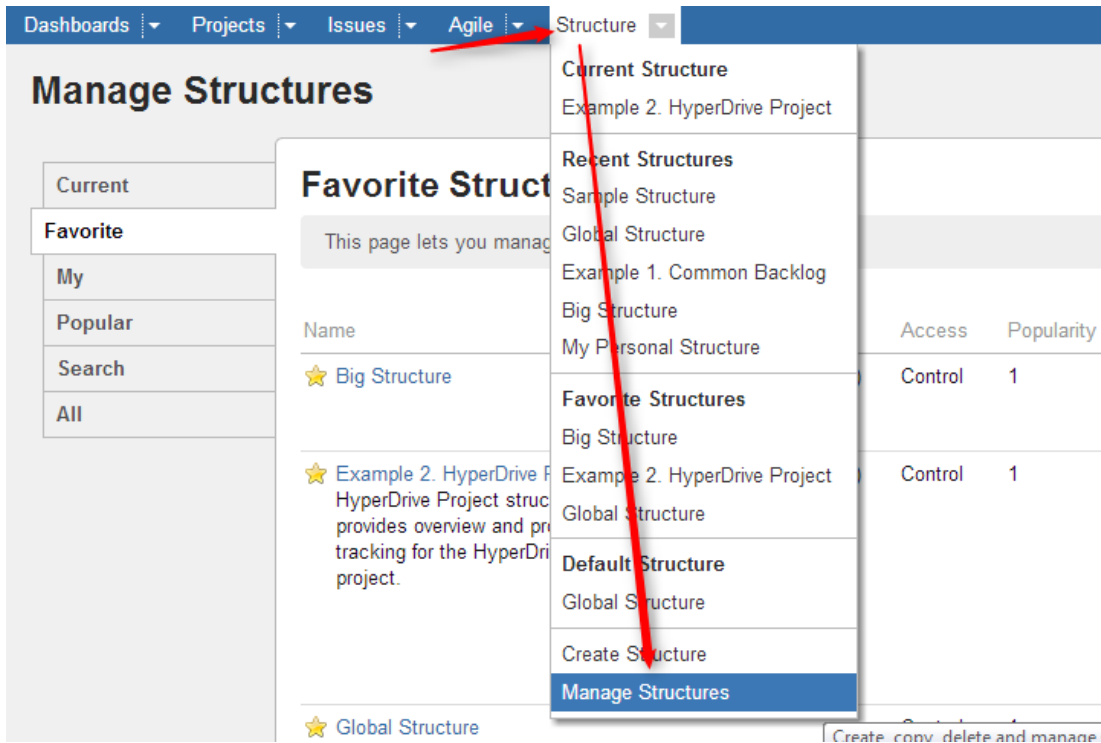 Dashboards Projects Issues Agile Structure
Manage Structures
Current
Favorite
My
Popular
Search
All
Favorite Struct
This page lets you manag
Name Access Popularity
Big Structure Control 1
Example 2. HyperDrive P Control 1
HyperDrive Project struc
provides overview and pro
tracking for the HyperDri
project.
Global Structure
Current Structure
Example 2. HyperDrive Project
Recent Structures
Sample Structure
Global Structure
Example 1. Common Backlog
Big Structure
My Personal Structure
Favorite Structures
Big Structure
Example 2. HyperDrive Project
Global Structure
Default Structure
Global Structure
Create Structure
Manage Structures
Create, copy, delete and manage